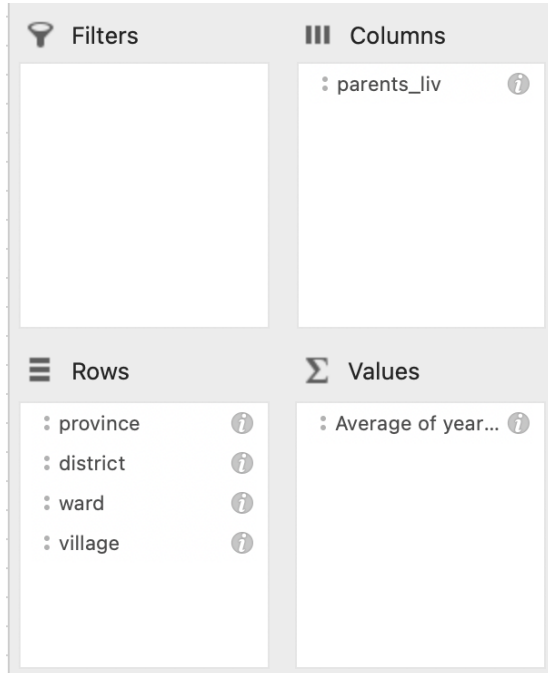 Filters
Columns
parents_liv
Rows
Values
province
Average of year...
district
ward
village